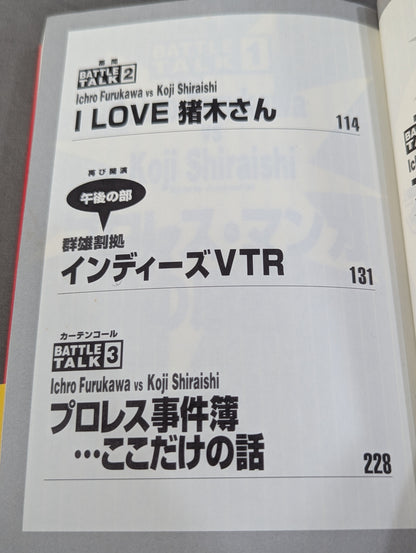 幕間
BATTLE
TALK 2
Ichro Furukawa vs Koji Shiraishi
I LOVE 猪木さん
114
再び開演
午後の部
群雄割拠
インディーズVTR
131
カーテンコール
BATTLE
TALK 3
Ichro Furukawa vs Koji Shiraishi
プロレス事件簿
…ここだけの話
228